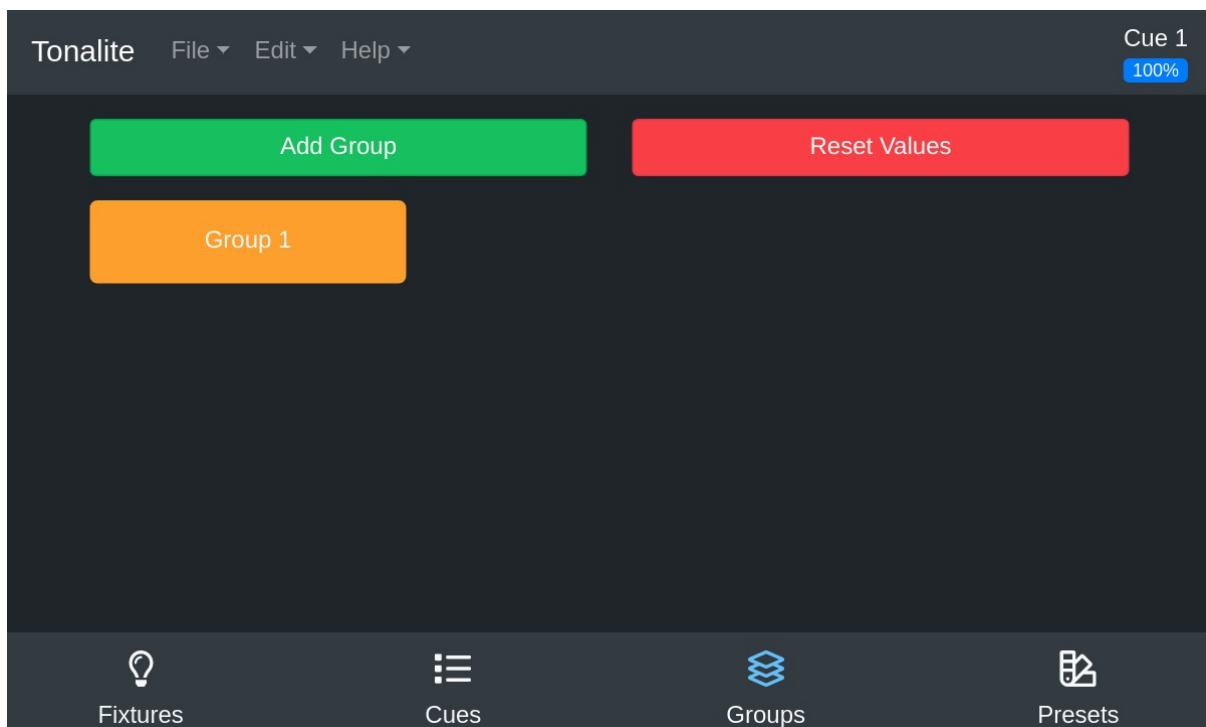 Tonalite File Edit Help Cue 1
100%
Add Group Reset Values
Group 1
Fixtures Cues Groups Presets